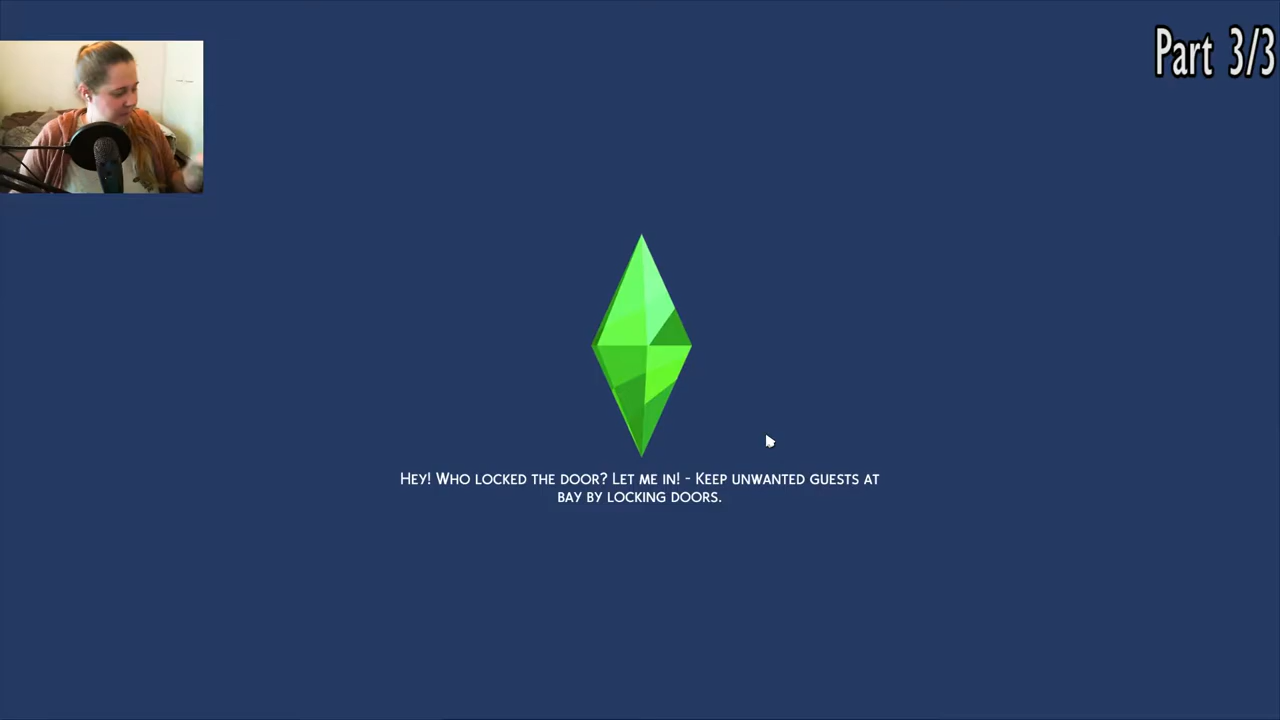 Part 3/3
HEY! WHO LOCKED THE DOOR? LET ME IN! - KEEP UNWANTED GUESTS AT
BAY BY LOCKING DOORS.